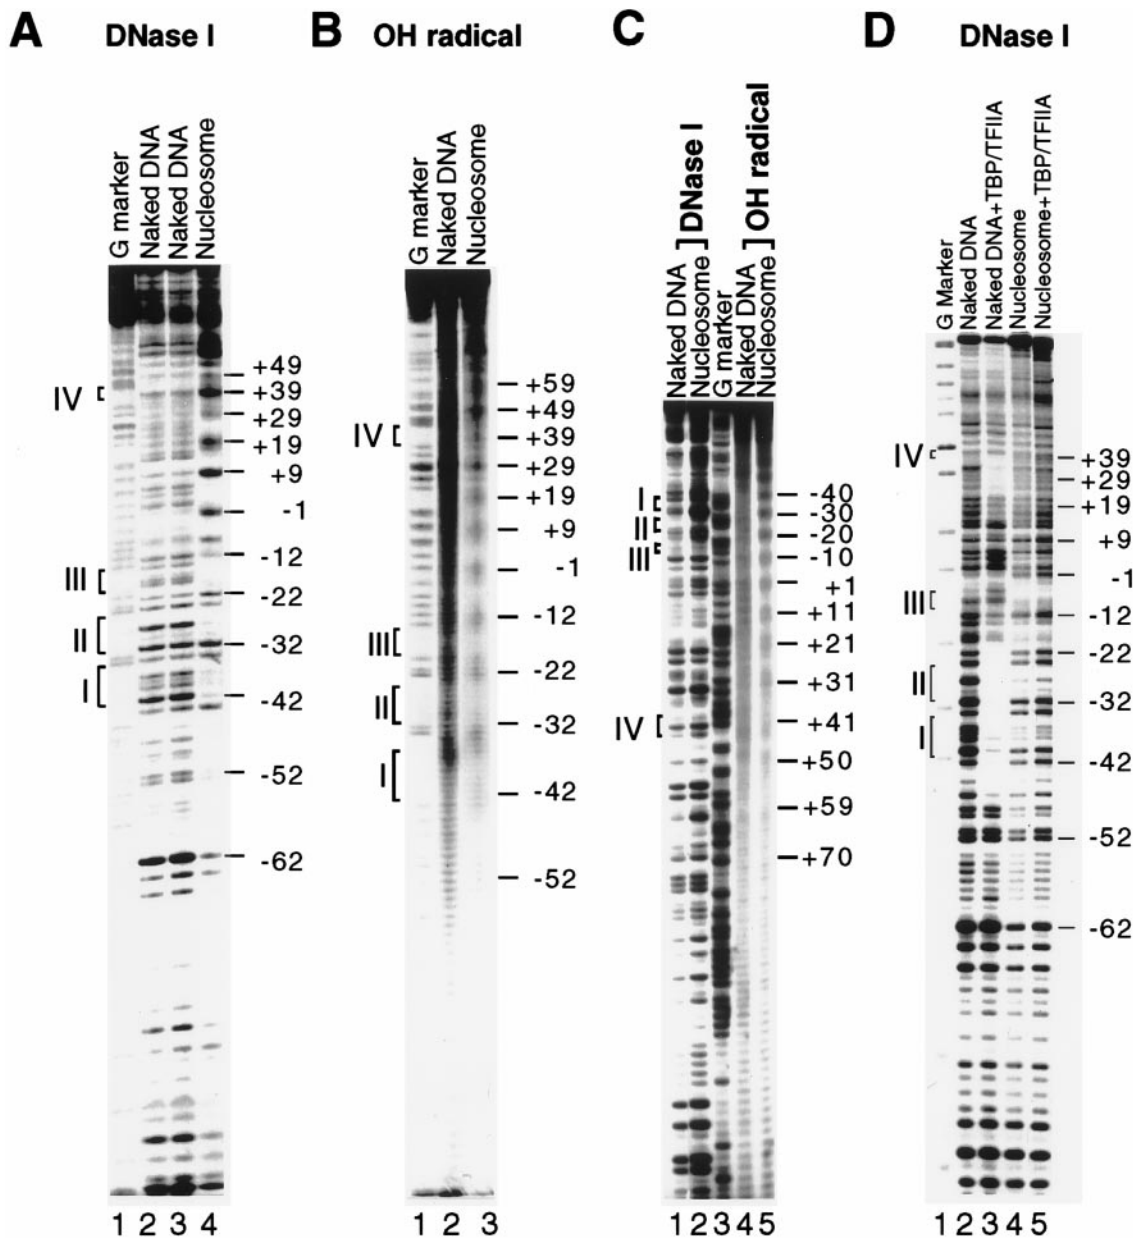 A DNase I
B OH radical
C
D DNase I
G marker
Naked DNA
Naked DNA
Nucleosome
IV
III
II
I
+49
+39
+29
+19
+9
-1
-12
-22
-32
-42
-52
-62
1 2 3 4
G marker
Naked DNA
Nucleosome
IV
III
II
I
+59
+49
+39
+29
+19
+9
-1
-12
-22
-32
-42
-52
1 2 3
Naked DNA
Nucleosome
] DNase I
G marker
Naked DNA
Nucleosome
] OH radical
I
II
III
IV
-40
-30
-20
-10
+1
+11
+21
+31
+41
+50
+59
+70
1 2 3 4 5
G Marker
Naked DNA
Naked DNA+TBP/TFIIA
Nucleosome
Nucleosome+TBP/TFIIA
IV
III
II
I
+39
+29
+19
+9
-1
-12
-22
-32
-42
-52
-62
1 2 3 4 5